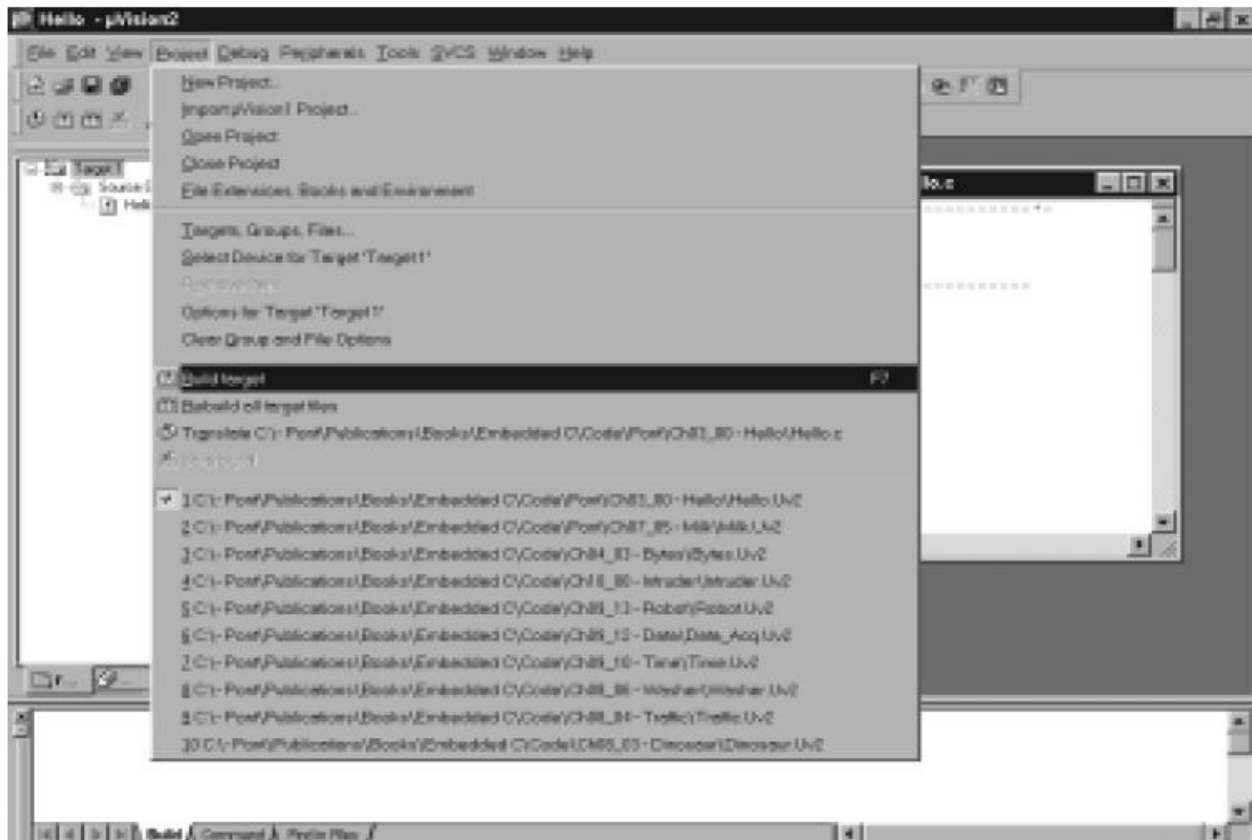 Hello - µVision2
File Edit View Project Debug Peripherals Tools SVCS Window Help
New Project...
Import µVision1 Project...
Open Project
Close Project
File Extensions, Books and Environment
Targets, Groups, Files...
Select Device for Target 'Target 1'
Options for Target 'Target 1'
Clear Group and File Options
Build target F7
Rebuild all target files
Translate C:\- Pont\Publications\Books\Embedded C\Code\Pont\Ch03_00 - Hello\Hello.c
1 C:\- Pont\Publications\Books\Embedded C\Code\Pont\Ch03_00 - Hello\Hello.Uv2
2 C:\- Pont\Publications\Books\Embedded C\Code\Pont\Ch07_05 - Milk\Milk.Uv2
3 C:\- Pont\Publications\Books\Embedded C\Code\Ch04_03 - Bytes\Bytes.Uv2
4 C:\- Pont\Publications\Books\Embedded C\Code\Ch10_00 - Intruder\Intruder.Uv2
5 C:\- Pont\Publications\Books\Embedded C\Code\Ch09_13 - Robot\Robot.Uv2
6 C:\- Pont\Publications\Books\Embedded C\Code\Ch09_12 - Data\Data_Acq.Uv2
7 C:\- Pont\Publications\Books\Embedded C\Code\Ch09_10 - Time\Time.Uv2
8 C:\- Pont\Publications\Books\Embedded C\Code\Ch08_06 - Washer\Washer.Uv2
9 C:\- Pont\Publications\Books\Embedded C\Code\Ch08_04 - Traffic\Traffic.Uv2
10 C:\- Pont\Publications\Books\Embedded C\Code\Ch08_03 - Dinosaur\Dinosaur.Uv2
Target 1
Source
Hell
llo.c
Build Command Find in Files